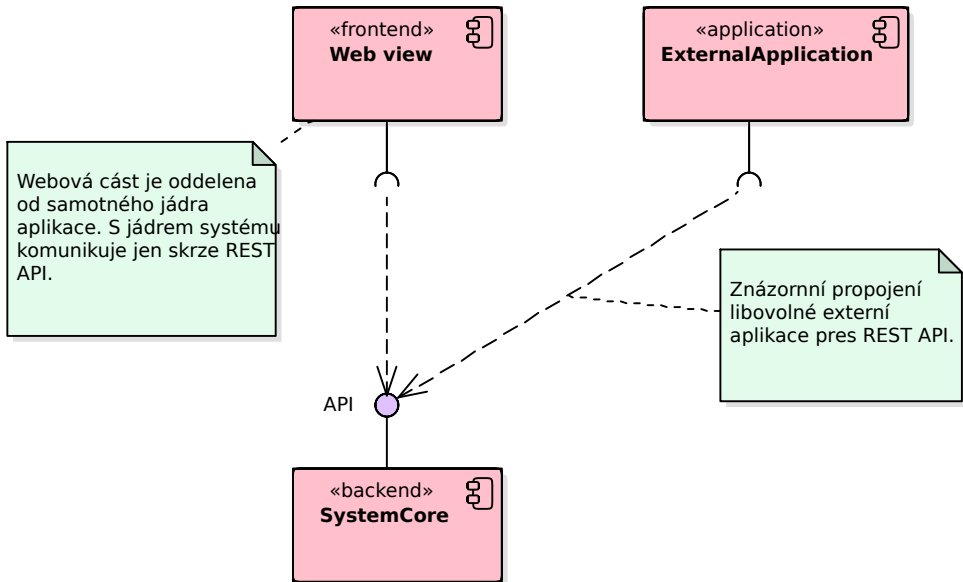 «frontend»
Web view
«application»
ExternalApplication
Webová cást je oddelena
od samotného jádra
aplikace. S jádrem systému
komunikuje jen skrze REST
API.
Znázornní propojení
libovolné externí
aplikace pres REST API.
API
«backend»
SystemCore